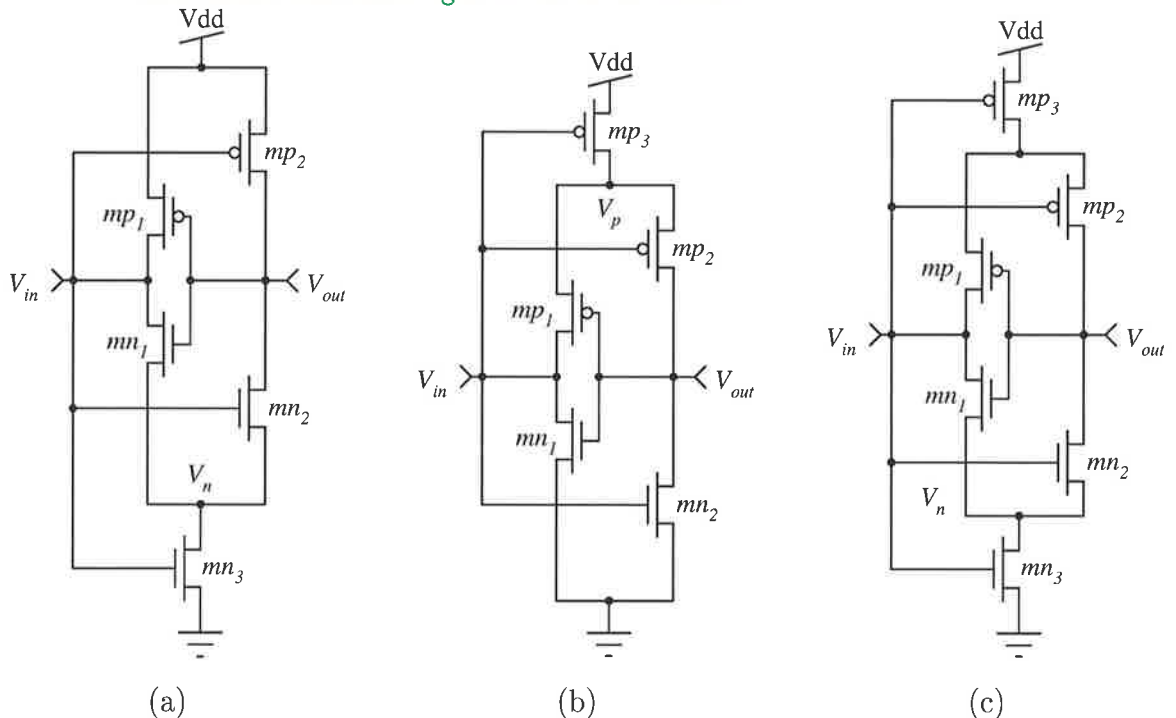 Vdd
mp2
mp1
Vin
Vout
mn1
mn2
Vn
mn3
(a)
Vdd
mp3
Vp
mp2
mp1
Vin
Vout
mn1
mn2
(b)
Vdd
mp3
mp2
mp1
Vin
Vout
mn1
mn2
Vn
mn3
(c)